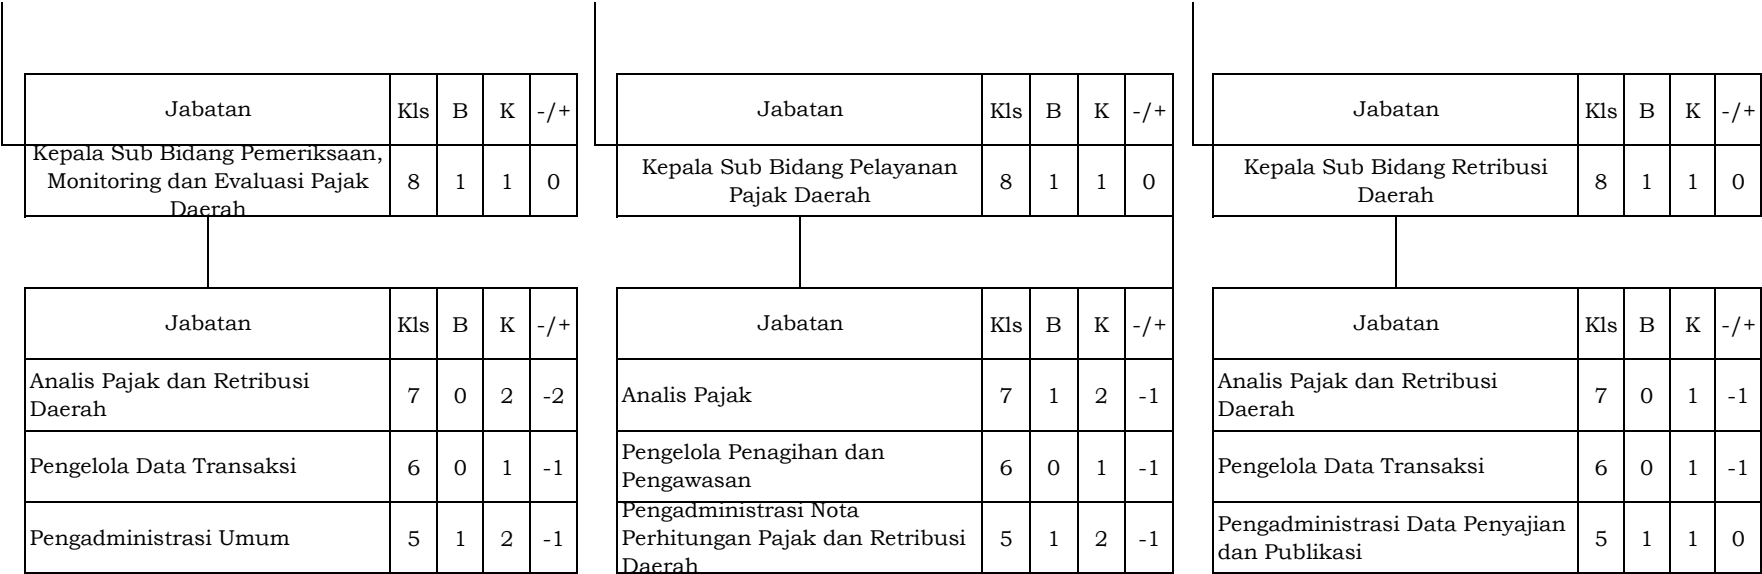 Jabatan Kls B K -/+
Kepala Sub Bidang Pemeriksaan,
Monitoring dan Evaluasi Pajak
Daerah
8 1 1 0
Jabatan Kls B K -/+
Analis Pajak dan Retribusi
Daerah
7 0 2 -2
Pengelola Data Transaksi 6 0 1 -1
Pengadministrasi Umum 5 1 2 -1
Jabatan Kls B K -/+
Kepala Sub Bidang Pelayanan
Pajak Daerah
8 1 1 0
Jabatan Kls B K -/+
Analis Pajak 7 1 2 -1
Pengelola Penagihan dan
Pengawasan
6 0 1 -1
Pengadministrasi Nota
Perhitungan Pajak dan Retribusi
Daerah
5 1 2 -1
Jabatan Kls B K -/+
Kepala Sub Bidang Retribusi
Daerah
8 1 1 0
Jabatan Kls B K -/+
Analis Pajak dan Retribusi
Daerah
7 0 1 -1
Pengelola Data Transaksi 6 0 1 -1
Pengadministrasi Data Penyajian
dan Publikasi
5 1 1 0